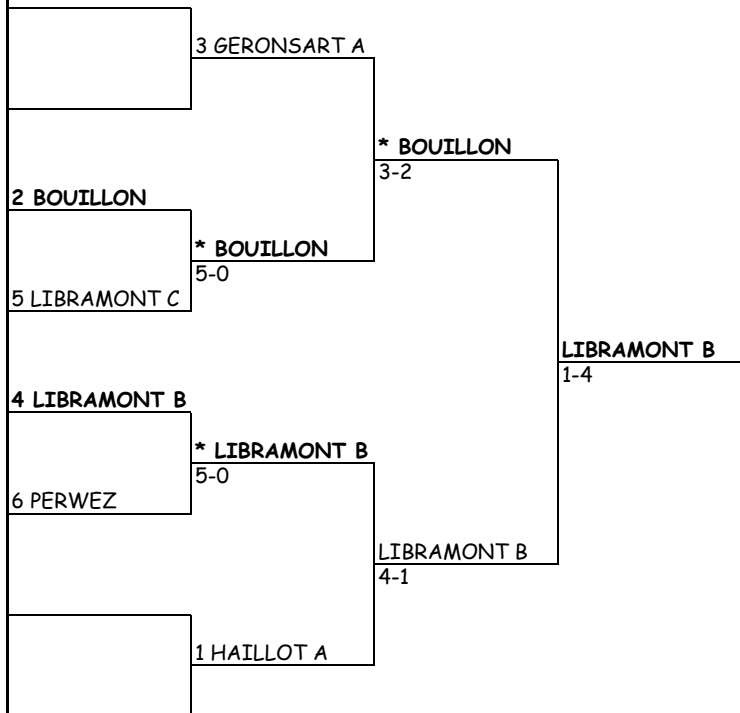 3 GERONSART A
* BOUILLON
3-2
2 BOUILLON
* BOUILLON
5-0
5 LIBRAMONT C
LIBRAMONT B
1-4
4 LIBRAMONT B
* LIBRAMONT B
5-0
6 PERWEZ
LIBRAMONT B
4-1
1 HAILLOT A